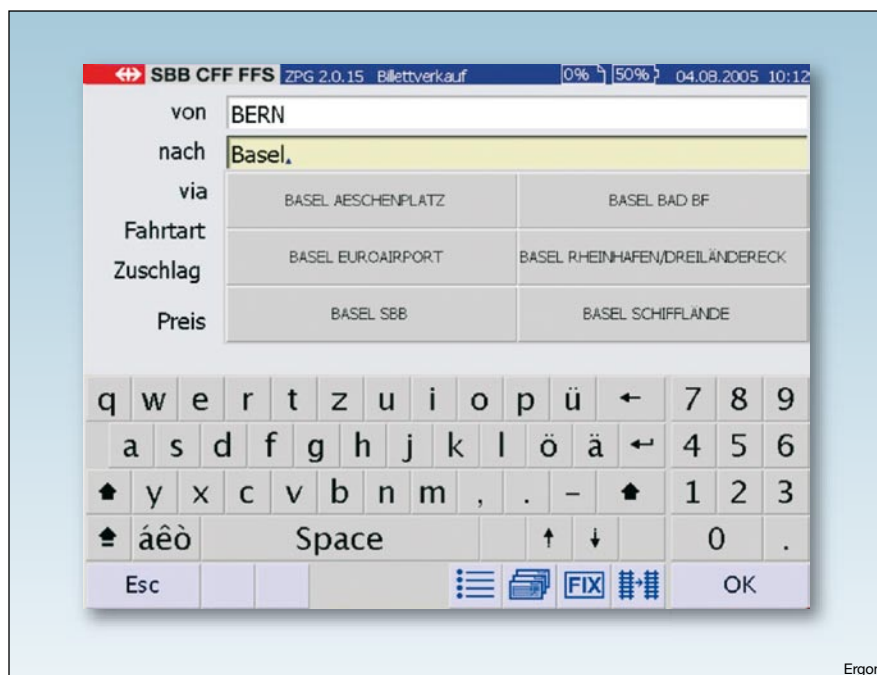 SBB CFF FFS ZPG 2.0.15 Billettverkauf 0% 50% 04.08.2005 10:12
von BERN
nach Basel
via BASEL AESCHENPLATZ BASEL BAD BF
Fahrtart
Zuschlag BASEL EUROAIRPORT BASEL RHEINHAFEN/DREILÄNDERECK
Preis BASEL SBB BASEL SCHIFFLÄNDE
q w e r t z u i o p ü ← 7 8 9
a s d f g h j k l ö ä 4 5 6
y x c v b n m , . - 1 2 3
áêò Space ↑ ↓ 0 .
Esc FIX OK